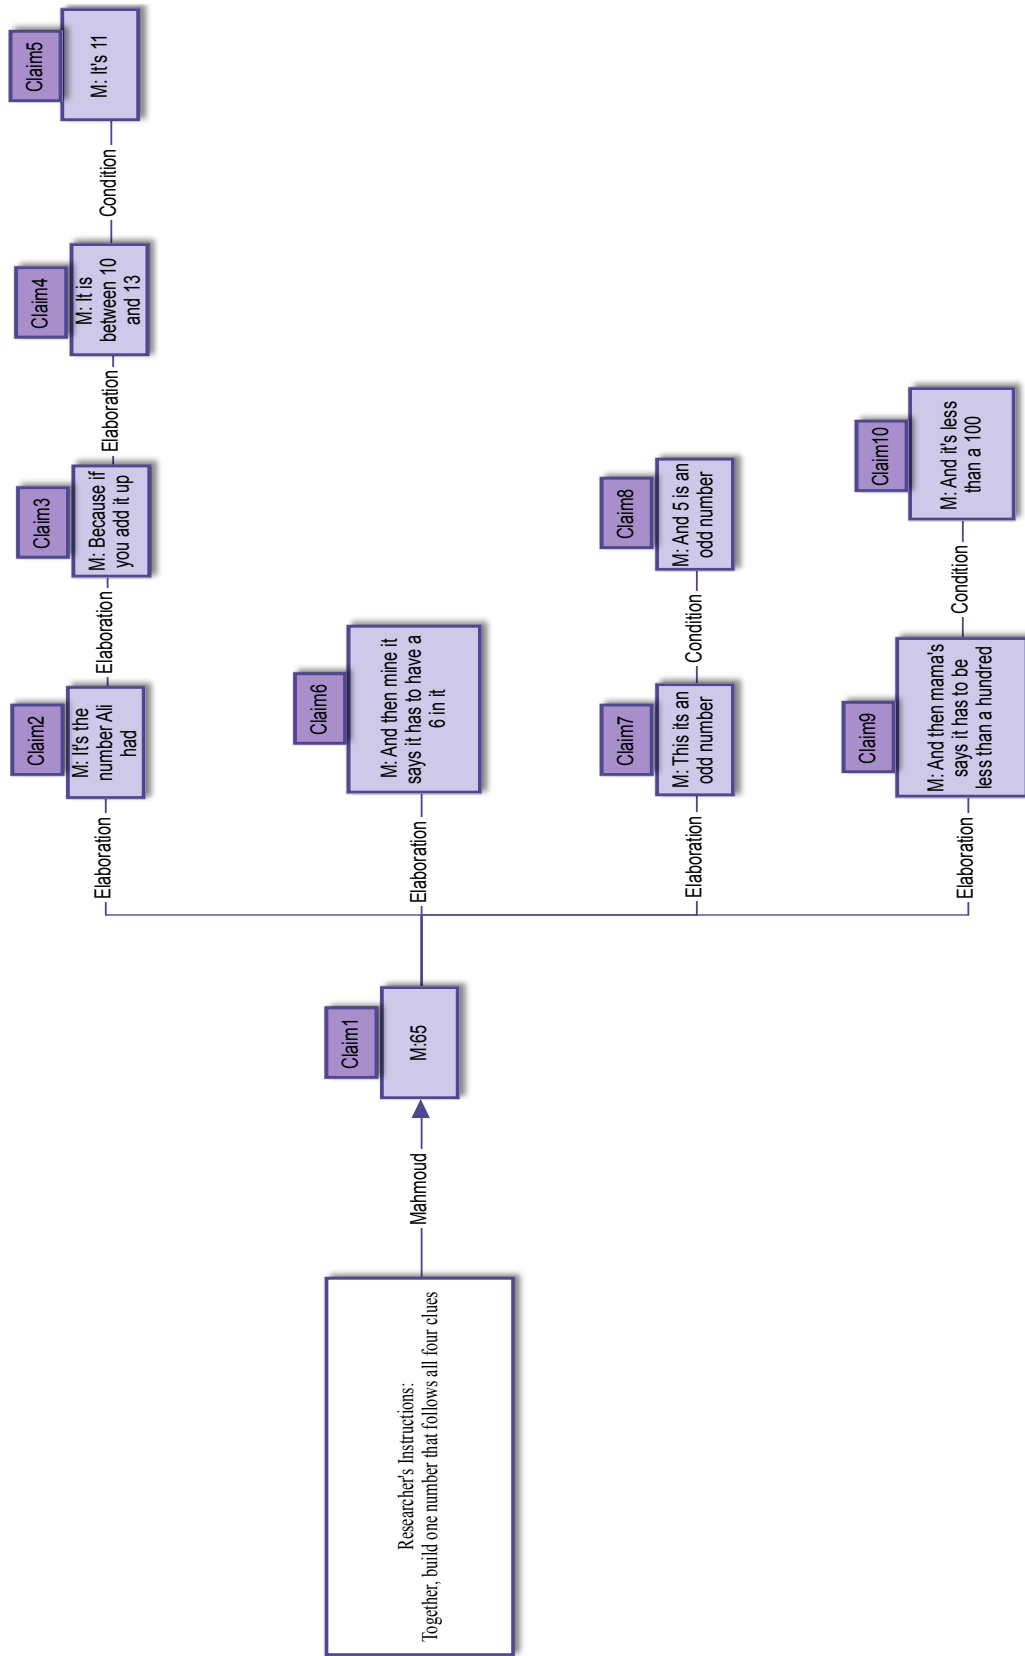 Researcher's Instructions:
Together, build one number that follows all four clues
Mahmoud
Claim1
M:65
Elaboration
Claim2
M: It's the
number Ali
had
Elaboration
Claim3
M: Because if
you add it up
Elaboration
Claim4
M: It is
between 10
and 13
Condition
Claim5
M: It's 11
Elaboration
Claim6
M: And then mine it
says it has to have a
6 in it
Elaboration
Claim7
M: This its an
odd number
Condition
Claim8
M: And 5 is an
odd number
Elaboration
Claim9
M: And then mama's
says it has to be
less than a hundred
Condition
Claim10
M: And it's less
than a 100